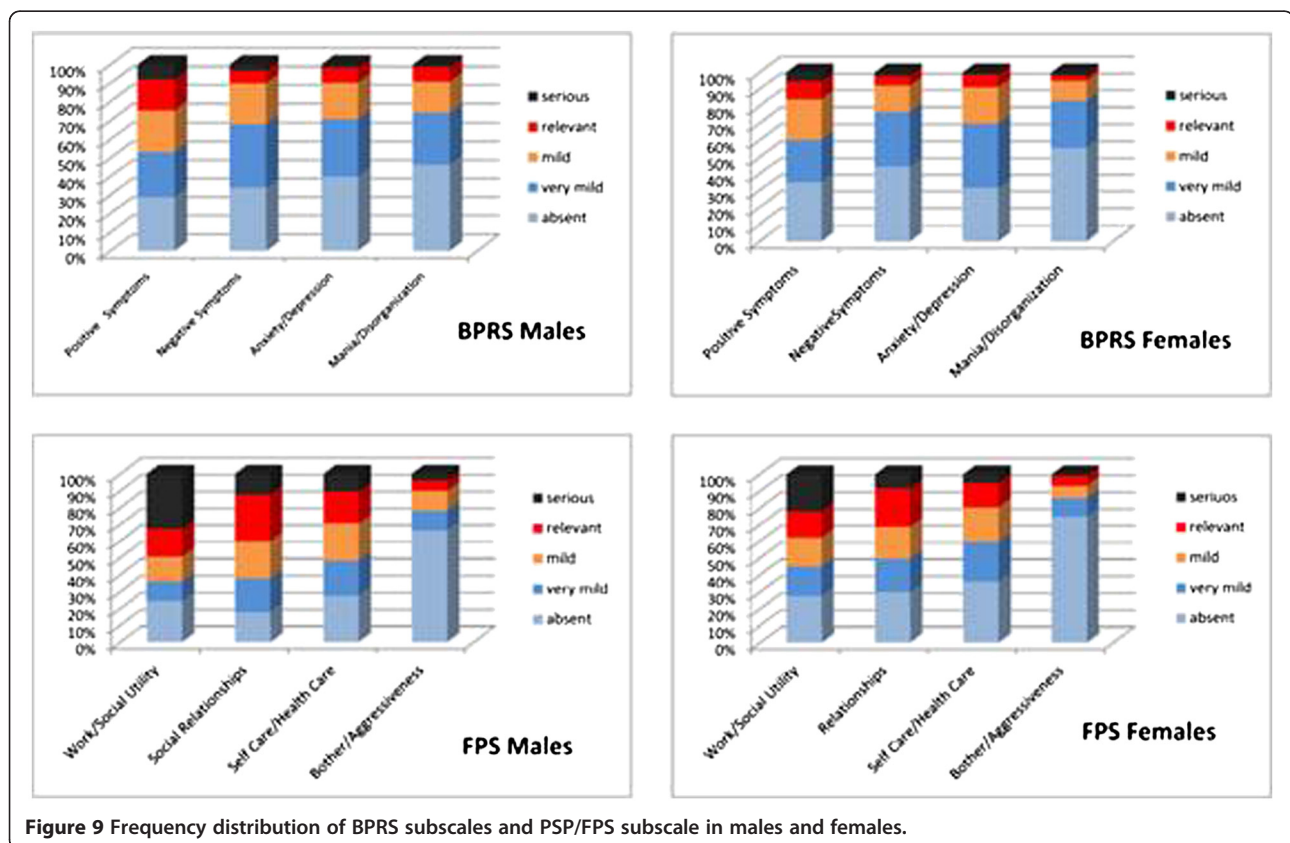 100%
90%
80%
70%
60%
50%
40%
30%
20%
10%
0%
Positive Symptoms
Negative Symptoms
Anxiety/Depression
Mania/Disorganization
serious
relevant
mild
very mild
absent
BPRS Males
100%
90%
80%
70%
60%
50%
40%
30%
20%
10%
0%
Positive Symptoms
NegativeSymptoms
Anxiety/Depression
Mania/Disorganization
serious
relevant
mild
very mild
absent
BPRS Females
100%
90%
80%
70%
60%
50%
40%
30%
20%
10%
0%
Work/Social Utility
Social Relationships
Self Care/Health Care
Bother/Aggressiveness
serious
relevant
mild
very mild
absent
FPS Males
100%
90%
80%
70%
60%
50%
40%
30%
20%
10%
0%
Work/Social Utility
Relationships
Self Care/Health Care
Bother/Aggressiveness
seriuos
relevant
mild
very mild
absent
FPS Females
Figure 9 Frequency distribution of BPRS subscales and PSP/FPS subscale in males and females.